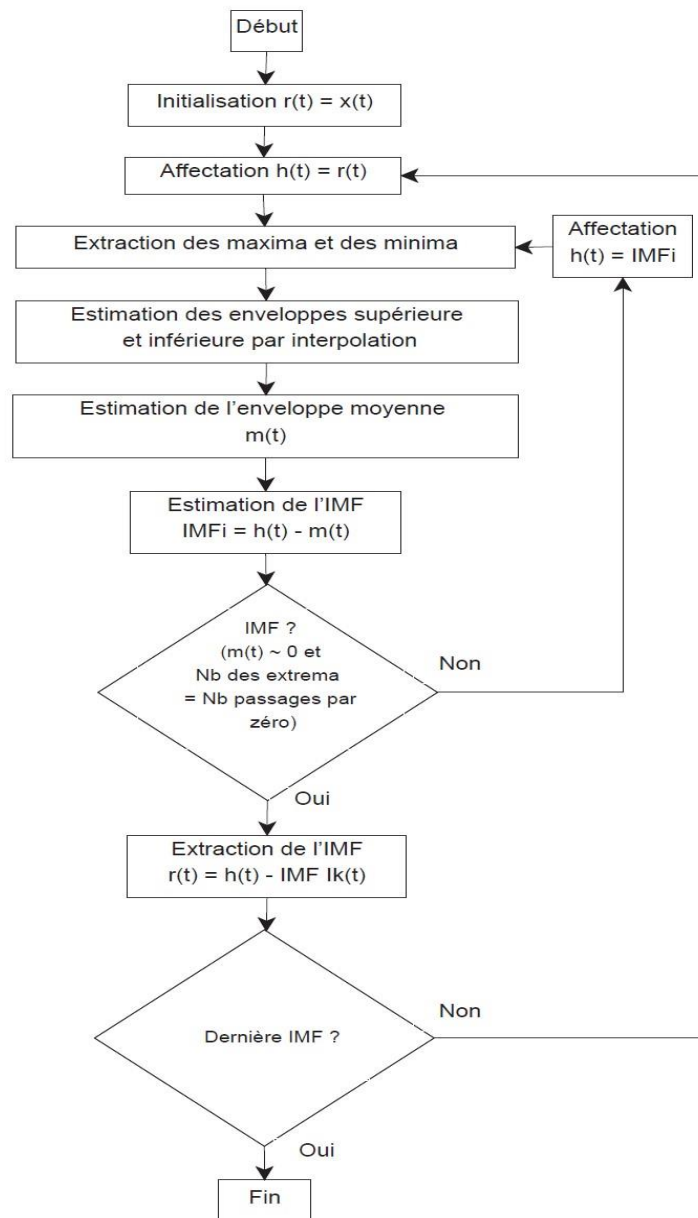 Début
Initialisation r(t) = x(t)
Affectation h(t) = r(t)
Extraction des maxima et des minima
Affectation
h(t) = IMFi
Estimation des enveloppes supérieure
et inférieure par interpolation
Estimation de l'enveloppe moyenne
m(t)
Estimation de l'IMF
IMFi = h(t) - m(t)
IMF ?
(m(t) ~ 0 et
Nb des extrema
= Nb passages par
zéro)
Non
Oui
Extraction de l'IMF
r(t) = h(t) - IMF Ik(t)
Dernière IMF ?
Non
Oui
Fin